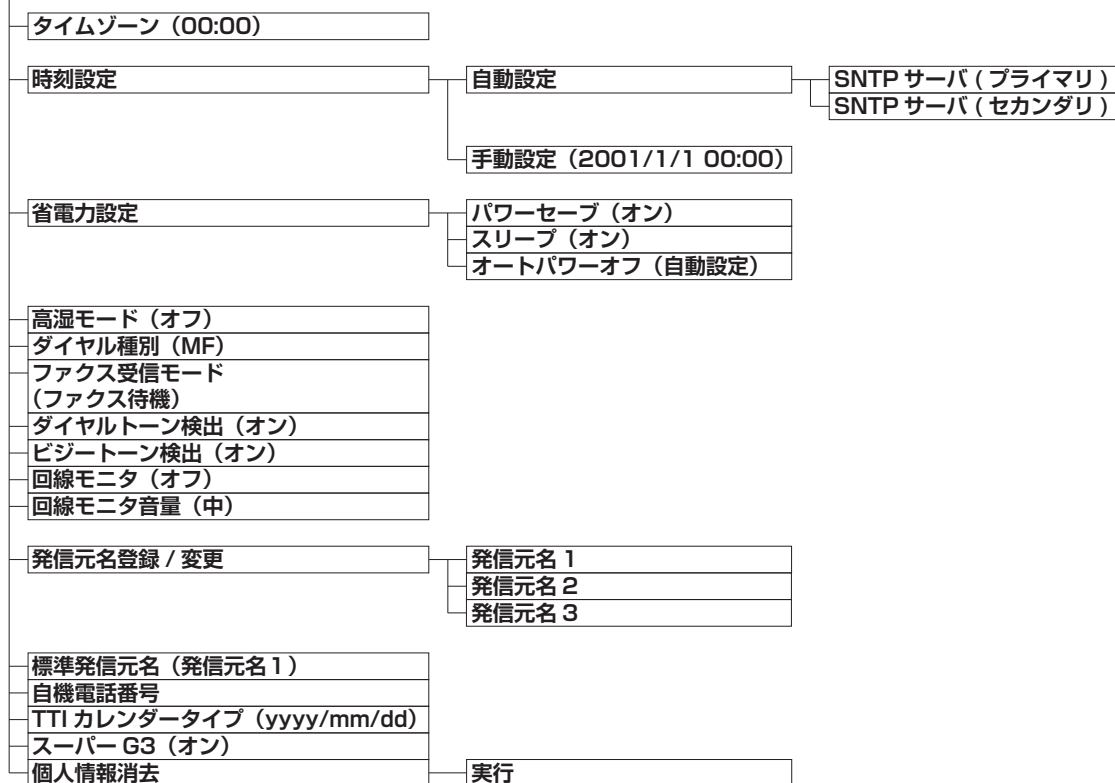 タイムゾーン（00:00）
時刻設定
自動設定
SNTP サーバ ( プライマリ )
SNTP サーバ ( セカンダリ )
手動設定（2001/1/1 00:00）
省電力設定
パワーセーブ（オン）
スリープ（オン）
オートパワーオフ（自動設定）
高湿モード（オフ）
ダイヤル種別（MF）
ファクス受信モード
（ファクス待機）
ダイヤルトーン検出（オン）
ビジートーン検出（オン）
回線モニタ（オフ）
回線モニタ音量（中）
発信元名登録 / 変更
発信元名 1
発信元名 2
発信元名 3
標準発信元名（発信元名1）
自機電話番号
TTI カレンダータイプ（yyyy/mm/dd）
スーパー G3（オン）
個人情報消去
実行